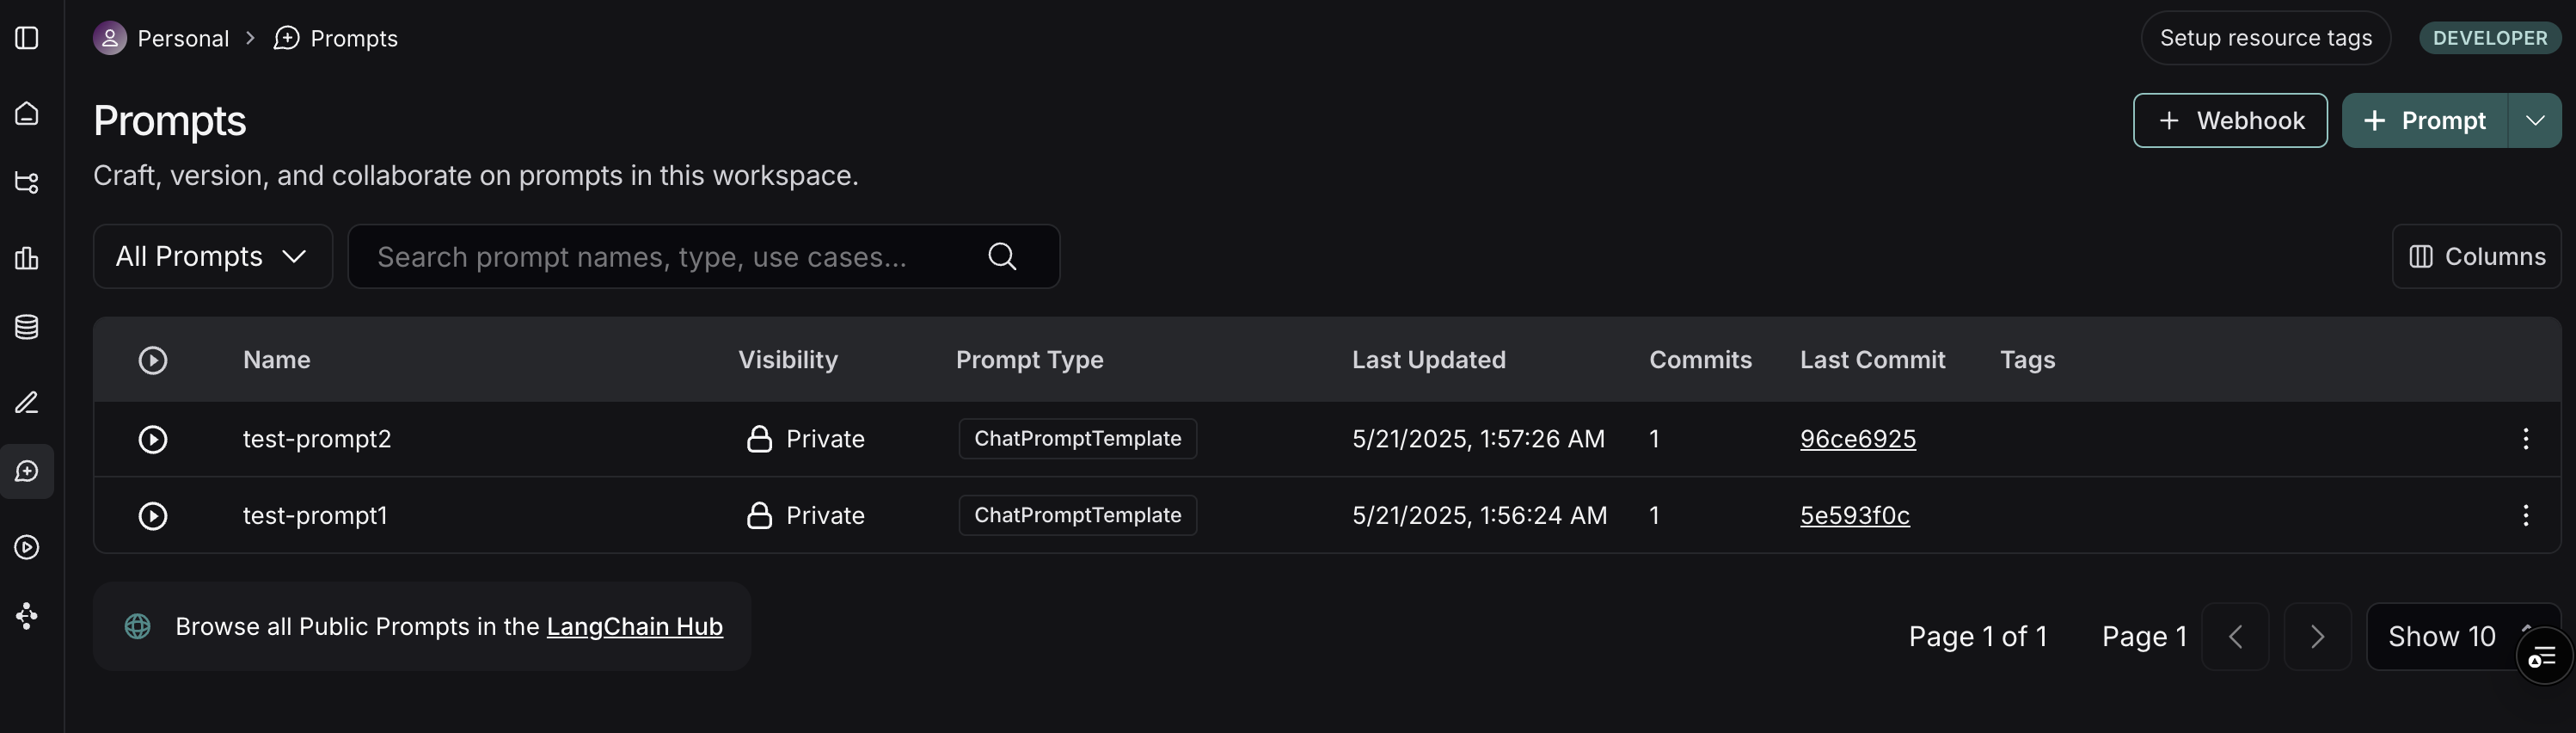 Personal > Prompts Setup resource tags DEVELOPER
Prompts + Webhook + Prompt
Craft, version, and collaborate on prompts in this workspace.
All Prompts Search prompt names, type, use cases... Columns
Name Visibility Prompt Type Last Updated Commits Last Commit Tags
test-prompt2 Private ChatPromptTemplate 5/21/2025, 1:57:26 AM 1 96ce6925
test-prompt1 Private ChatPromptTemplate 5/21/2025, 1:56:24 AM 1 5e593f0c
Browse all Public Prompts in the LangChain Hub Page 1 of 1 Page 1 Show 10